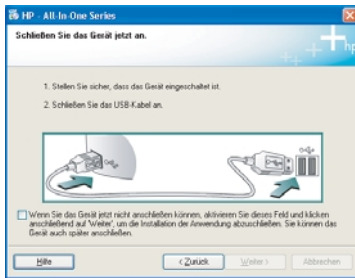 HP - All-In-One Series
Schließen Sie das Gerät jetzt an.
hp
1. Stellen Sie sicher, dass das Gerät eingeschaltet ist.
2. Schließen Sie das USB-Kabel an.
Wenn Sie das Gerät jetzt nicht anschließen können, aktivieren Sie dieses Feld und klicken
anschließend auf 'Weiter', um die Installation der Anwendung abzuschließen. Sie können das
Gerät auch später anschließen.
Hilfe
< Zurück
Weiter >
Abbrechen